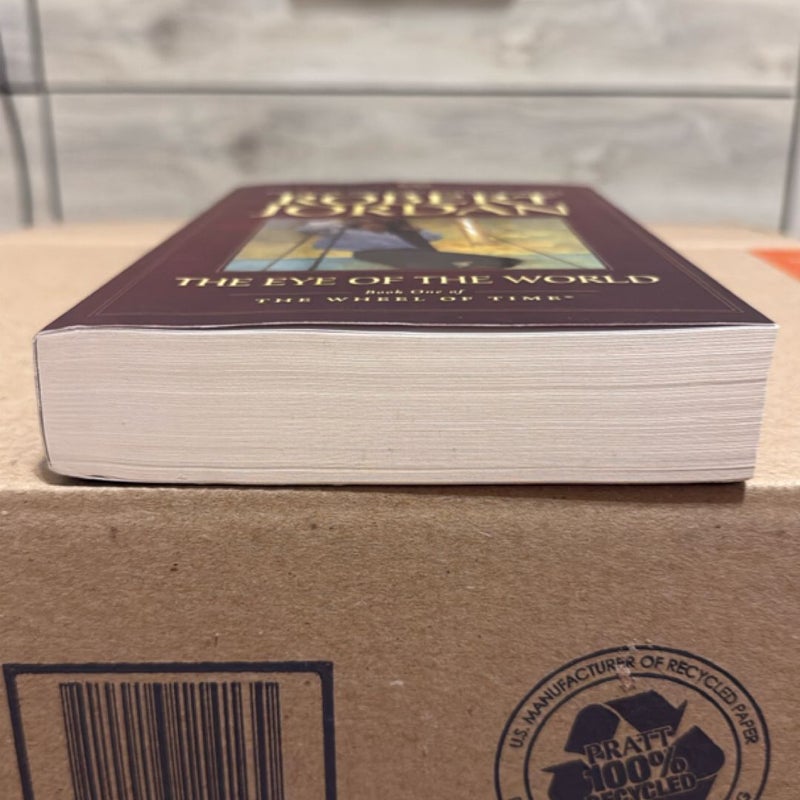 ROBERT
JORDAN
THE EYE OF THE WORLD
Book One of
THE WHEEL OF TIME®
U.S. MANUFACTURER OF RECYCLED PAPER
PRATT
100%
RECYCLED